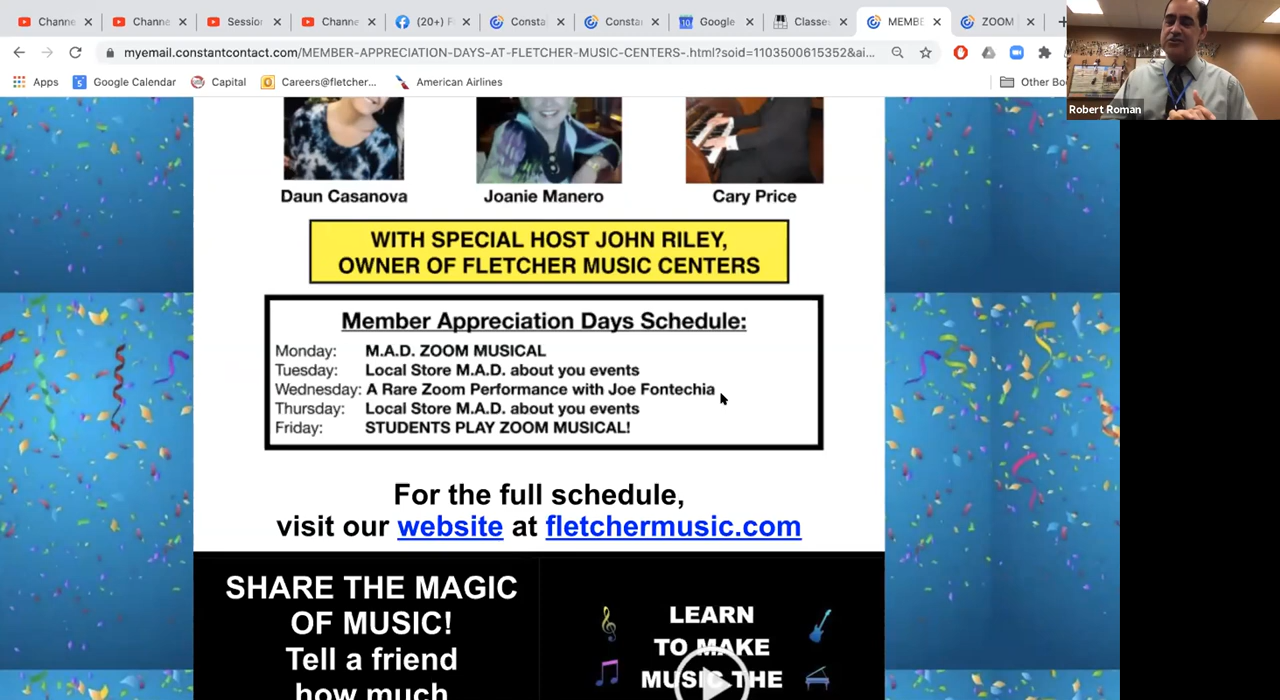 Channe
Channe
Session
Channe
(20+) F
Consta
Constan
Google
Classes
MEMBE
ZOOM
myemail.constantcontact.com/MEMBER-APPRECIATION-DAYS-AT-FLETCHER-MUSIC-CENTERS-.html?soid=1103500615352&ai...
Apps
Google Calendar
Capital
Careers@fletcher...
American Airlines
Other Bo
Robert Roman
Daun Casanova
Joanie Manero
Cary Price
WITH SPECIAL HOST JOHN RILEY,
OWNER OF FLETCHER MUSIC CENTERS
Member Appreciation Days Schedule:
Monday: M.A.D. ZOOM MUSICAL
Tuesday: Local Store M.A.D. about you events
Wednesday: A Rare Zoom Performance with Joe Fontechia
Thursday: Local Store M.A.D. about you events
Friday: STUDENTS PLAY ZOOM MUSICAL!
For the full schedule,
visit our website at fletchermusic.com
SHARE THE MAGIC
OF MUSIC!
Tell a friend
how much
LEARN
TO MAKE
MUSIC THE